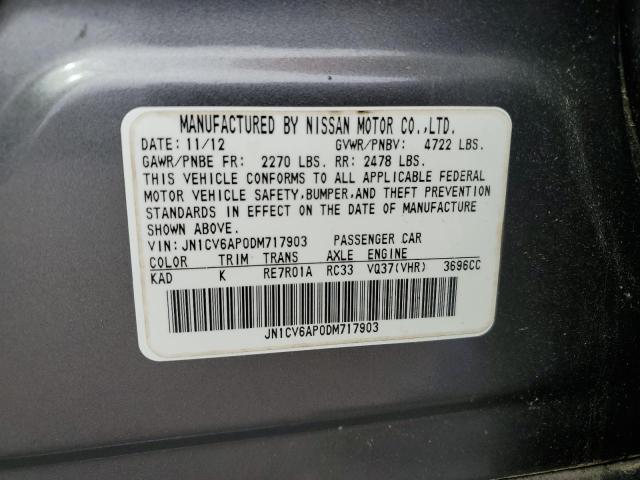 MANUFACTURED BY NISSAN MOTOR CO.,LTD.
DATE: 11/12 GVWR/PNBV: 4722 LBS.
GAWR/PNBE FR: 2270 LBS. RR: 2478 LBS.
THIS VEHICLE CONFORMS TO ALL APPLICABLE FEDERAL
MOTOR VEHICLE SAFETY,BUMPER,AND THEFT PREVENTION
STANDARDS IN EFFECT ON THE DATE OF MANUFACTURE
SHOWN ABOVE.
VIN: JN1CV6AP0DM717903 PASSENGER CAR
COLOR TRIM TRANS AXLE ENGINE
KAD K RE7R01A RC33 VQ37(VHR) 3696CC
JN1CV6AP0DM717903